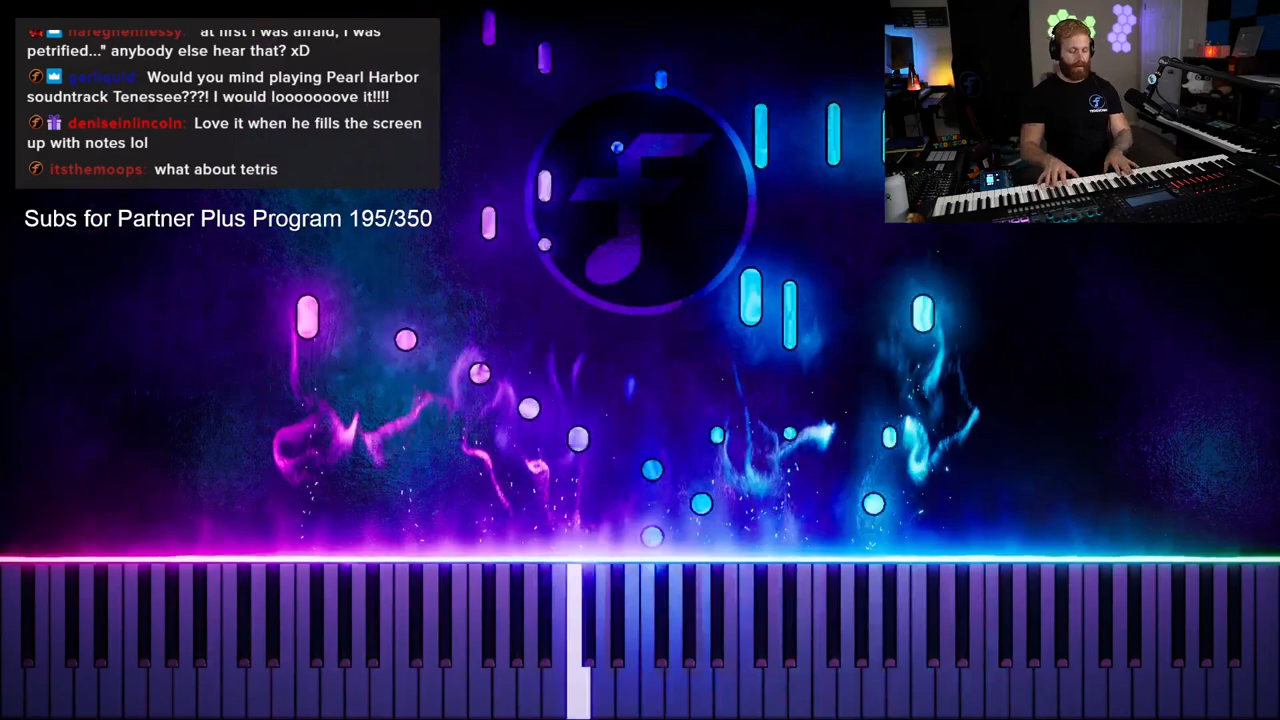 hareghennessy: "at first I was afraid, I was
petrified..." anybody else hear that? xD
Would you mind playing Pearl Harbor
soudntrack Tenessee???! I would looooooove it!!!!
deniseinlincoln: Love it when he fills the screen
up with notes lol
itsthemoops: what about tetris
Subs for Partner Plus Program 195/350